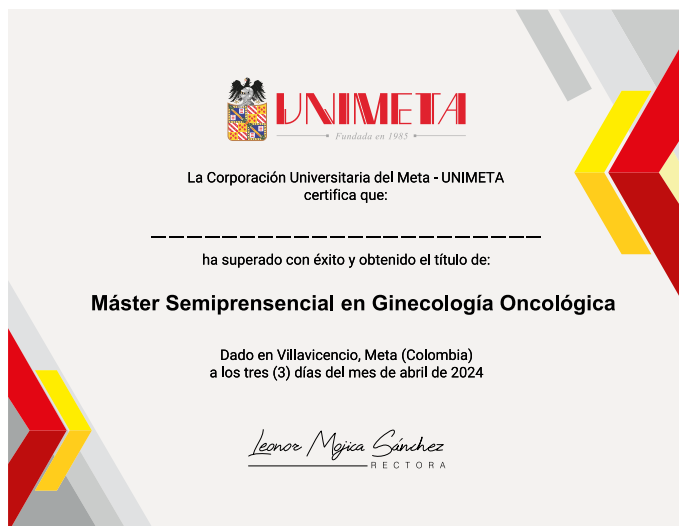 UNIMETA
Fundada en 1985
La Corporación Universitaria del Meta - UNIMETA
certifica que:
ha superado con éxito y obtenido el título de:
Máster Semiprensencial en Ginecología Oncológica
Dado en Villavicencio, Meta (Colombia)
a los tres (3) días del mes de abril de 2024
Leonor Mojica Sánchez
RECTORA